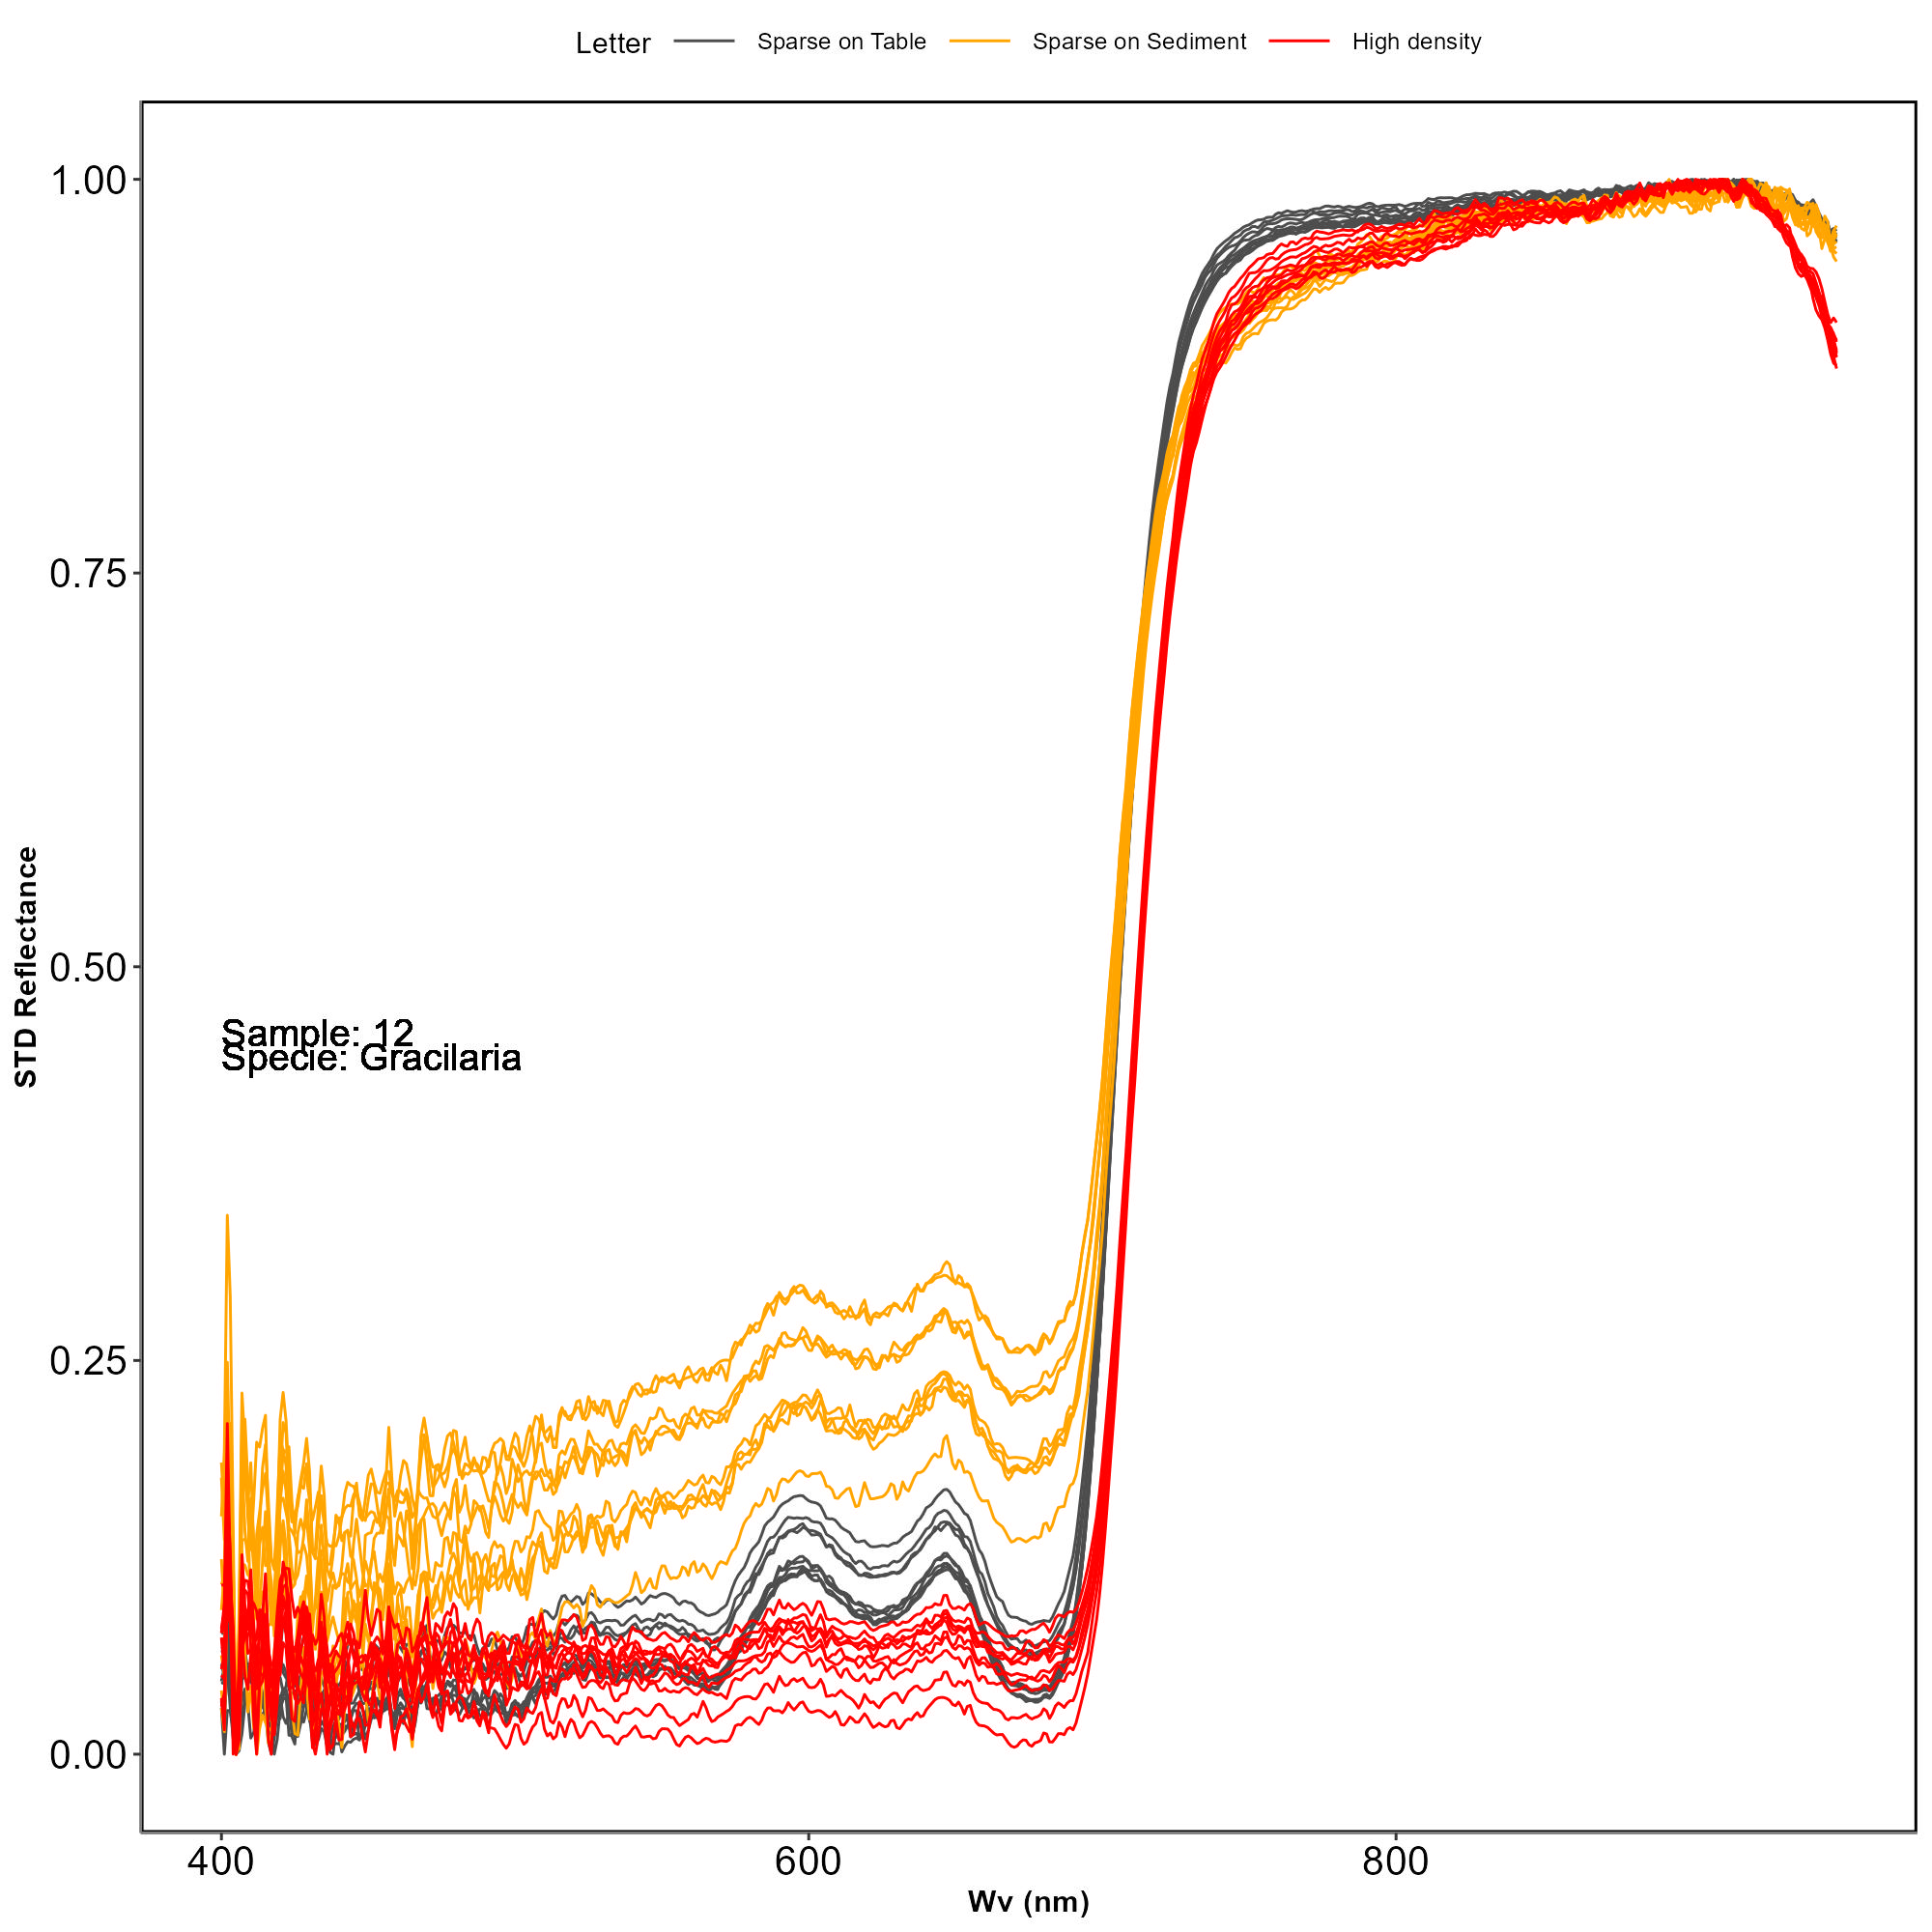 Letter Sparse on Table Sparse on Sediment High density
1.00
0.75
0.50
0.25
0.00
STD Reflectance
Sample: 12
Specie: Gracilaria
400 600 800
Wv (nm)